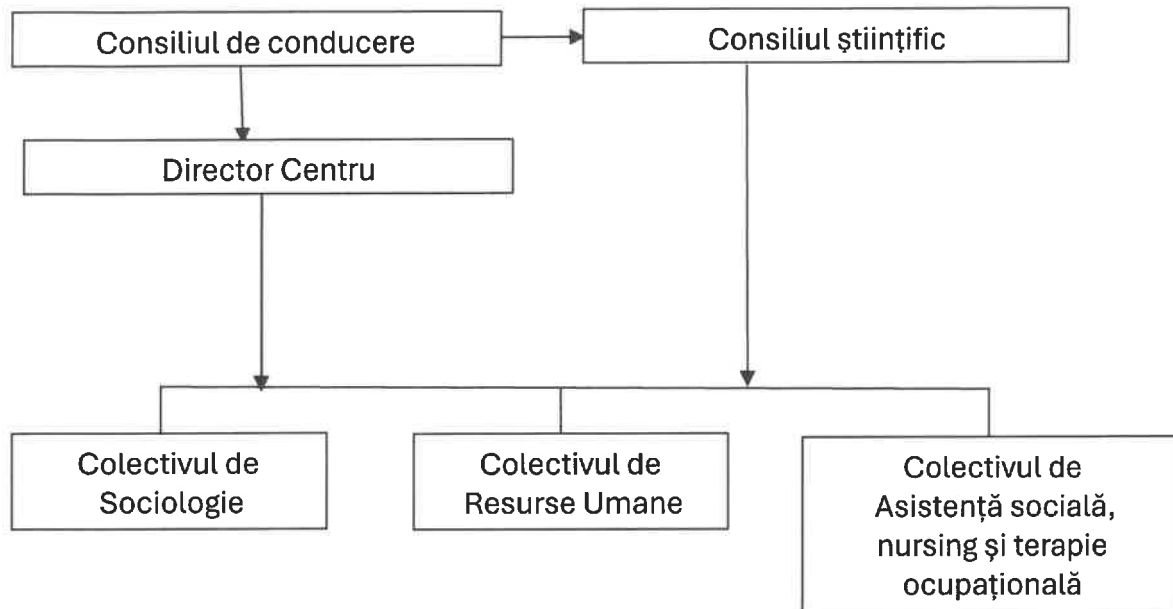 Consiliul de conducere
Consiliul științific
Director Centru
Colectivul de
Sociologie
Colectivul de
Resurse Umane
Colectivul de
Asistență socială,
nursing și terapie
ocupațională